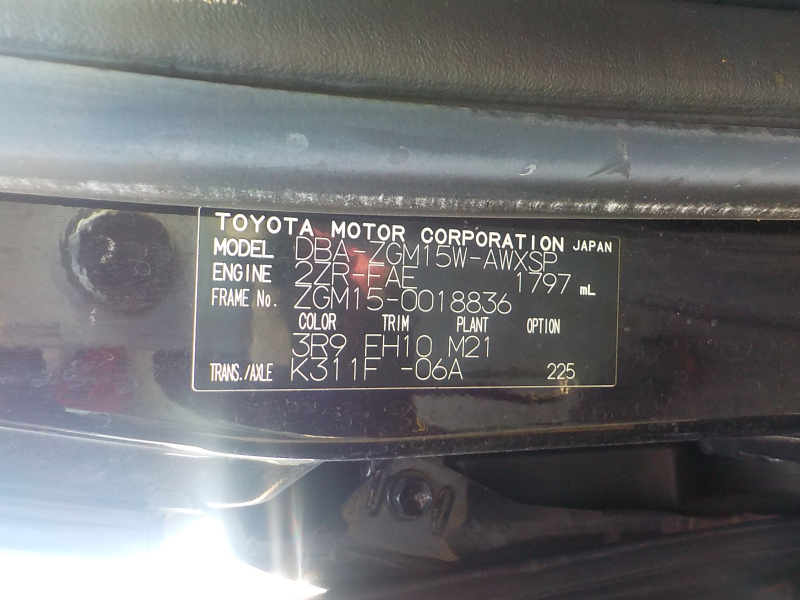 TOYOTA MOTOR CORPORATION JAPAN
MODEL DBA-ZGM15W-AWXSP
ENGINE 2ZR-FAE 1797 mL
FRAME No. ZGM15-0018836
COLOR TRIM PLANT OPTION
3R9 EH10 M21
TRANS./AXLE K311F -06A 225